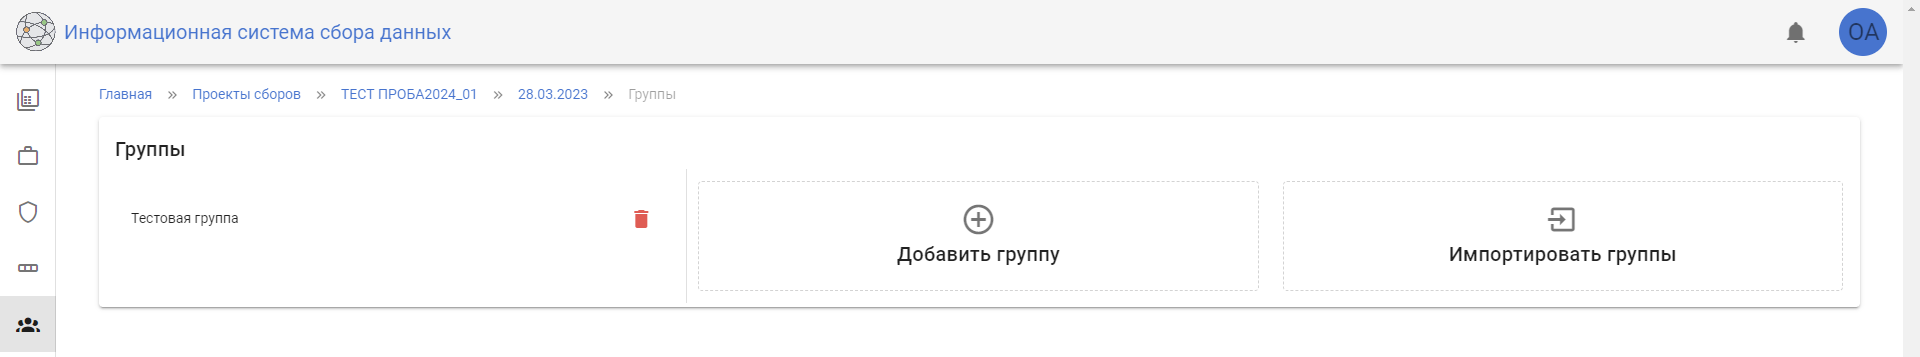 Информационная система сбора данных
OA
Главная » Проекты сборов » ТЕСТ ПРОБА2024_01 » 28.03.2023 » Группы
Группы
Тестовая группа
Добавить группу
Импортировать группы